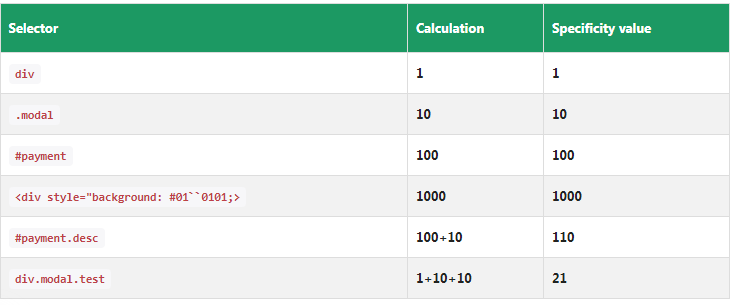 Selector Calculation Specificity value
div 1 1
.modal 10 10
#payment 100 100
<div style="background: #01``0101;> 1000 1000
#payment.desc 100+10 110
div.modal.test 1+10+10 21